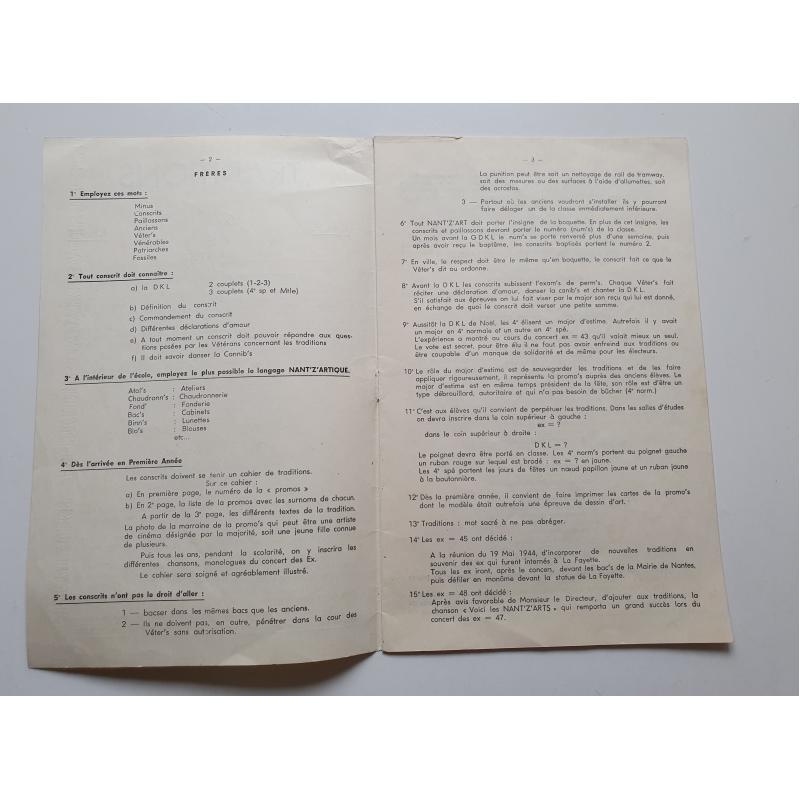 — 2 —
FRÈRES
1° Employez ces mots :
Minus
Conscrits
Paillassons
Anciens
Véter's
Vénérables
Patriarches
Fossiles
2° Tout conscrit doit connaître :
a) la DKL 2 couplets (1-2-3)
3 couplets (4° sp et Mtle)
b) Définition du conscrit
c) Commandement du conscrit
d) Différentes déclarations d'amour
e) A tout moment un conscrit doit pouvoir répondre aux ques-
tions posées par les Vétérans concernant les traditions
f) Il doit savoir danser la Cannib's
3° A l'intérieur de l'école, employez le plus possible le langage NANT'Z'ARTIQUE.
Atol's : Ateliers
Chaudronn's : Chaudronnerie
Fond' : Fonderie
Bac's : Cabinets
Binn's : Lunettes
Blo's : Blouses
etc...
4° Dès l'arrivée en Première Année
Les conscrits doivent se tenir un cahier de traditions.
Sur ce cahier :
a) En première page, le numéro de la « promos »
b) En 2° page, la liste de la promos avec les surnoms de chacun.
A partir de la 3° page, les différents textes de la tradition.
La photo de la marraine de la promo's qui peut être une artiste
de cinéma désignée par la majorité, soit une jeune fille connue
de plusieurs.
Puis tous les ans, pendant la scolarité, on y inscrira les
différentes chansons, monologues du concert des Ex.
Le cahier sera soigné et agréablement illustré.
5° Les conscrits n'ont pas le droit d'aller :
1 — bacser dans les mêmes bacs que les anciens.
2 — Ils ne doivent pas, en outre, pénétrer dans la cour des
Véter's sans autorisation.
— 3 —
La punition peut être soit un nettoyage de rail de tramway,
soit des mesures ou des surfaces à l'aide d'allumettes, soit
des acrostos.
3 — Partout où les anciens voudront s'installer ils y pourront
faire déloger un de la classe immédiatement inférieure.
6° Tout NANT'Z'ART doit porter l'insigne de la boquette. En plus de cet insigne, les
conscrits et paillassons devront porter le numéro (num's) de la classe.
Un mois avant la GDKL le num's se porte renversé plus d'une semaine, puis
après avoir reçu le baptême, les conscrits baptisés portent le numéro 2.
7° En ville, le respect doit être le même qu'en boquette, le conscrit fait ce que le
Véter's dit ou ordonne.
8° Avant la DKL les conscrits subissent l'exam's de perm's. Chaque Véter's fait
réciter une déclaration d'amour, danser la canib's et chanter la DKL.
S'il satisfait aux épreuves on lui fait viser par le major son reçu qui lui est donné,
en échange de quoi le conscrit doit verser une petite somme.
9° Aussitôt la DKL de Noël, les 4° élisent un major d'estime. Autrefois il y avait
un major en 4° normale et un autre en 4° spé.
L'expérience a montré au cours du concert ex = 43 qu'il valait mieux un seul.
Le vote est secret, pour être élu il ne faut pas avoir enfreint aux traditions ou
être coupable d'un manque de solidarité et de même pour les électeurs.
10° Le rôle du major d'estime est de sauvegarder les traditions et de les faire
appliquer rigoureusement, il représente la promo's auprès des anciens élèves. Le
major d'estime est en même temps président de la fête, son rôle est d'être un
type débrouillard, autoritaire et qui n'a pas besoin de bûcher (4° norm.)
11° C'est aux élèves qu'il convient de perpétuer les traditions. Dans les salles d'études
on devra inscrire dans le coin supérieur à gauche :
ex = ?
dans le coin supérieur à droite :
DKL = ?
Le poignet devra être porté en classe. Les 4° norm's portent au poignet gauche
un ruban rouge sur lequel est brodé : ex = ? en jaune.
Les 4° spé portent les jours de fêtes un nœud papillon jaune et un ruban jaune
à la boutonnière.
12° Dès la première année, il convient de faire imprimer les cartes de la promo's
dont le modèle était autrefois une épreuve de dessin d'art.
13° Traditions : mot sacré à ne pas abréger.
14° Les ex = 45 ont décidé :
A la réunion du 19 Mai 1944, d'incorporer de nouvelles traditions en
souvenir des ex qui furent internés à La Fayette.
Tous les ex iront, après le concert, devant les bac's de la Mairie de Nantes,
puis défiler en monôme devant la statue de La Fayette.
15° Les ex = 48 ont décidé :
Après avis favorable de Monsieur le Directeur, d'ajouter aux traditions, la
chanson « Voici les NANT'Z'ARTS » qui remporta un grand succès lors du
concert des ex = 47.